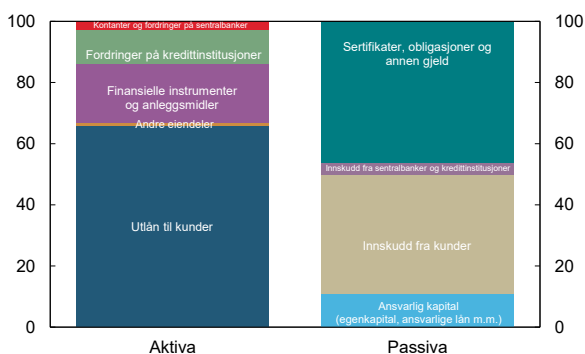 100
80
60
40
20
0
Kontanter og fordringer på sentralbanker
Fordringer på kredittinstitusjoner
Finansielle instrumenter
og anleggsmidler
Andre eiendeler
Utlån til kunder
Sertifikater, obligasjoner og
annen gjeld
Innskudd fra sentralbanker og kredittinstitusjoner
Innskudd fra kunder
Ansvarlig kapital
(egenkapital, ansvarlige lån m.m.)
100
80
60
40
20
0
Aktiva
Passiva